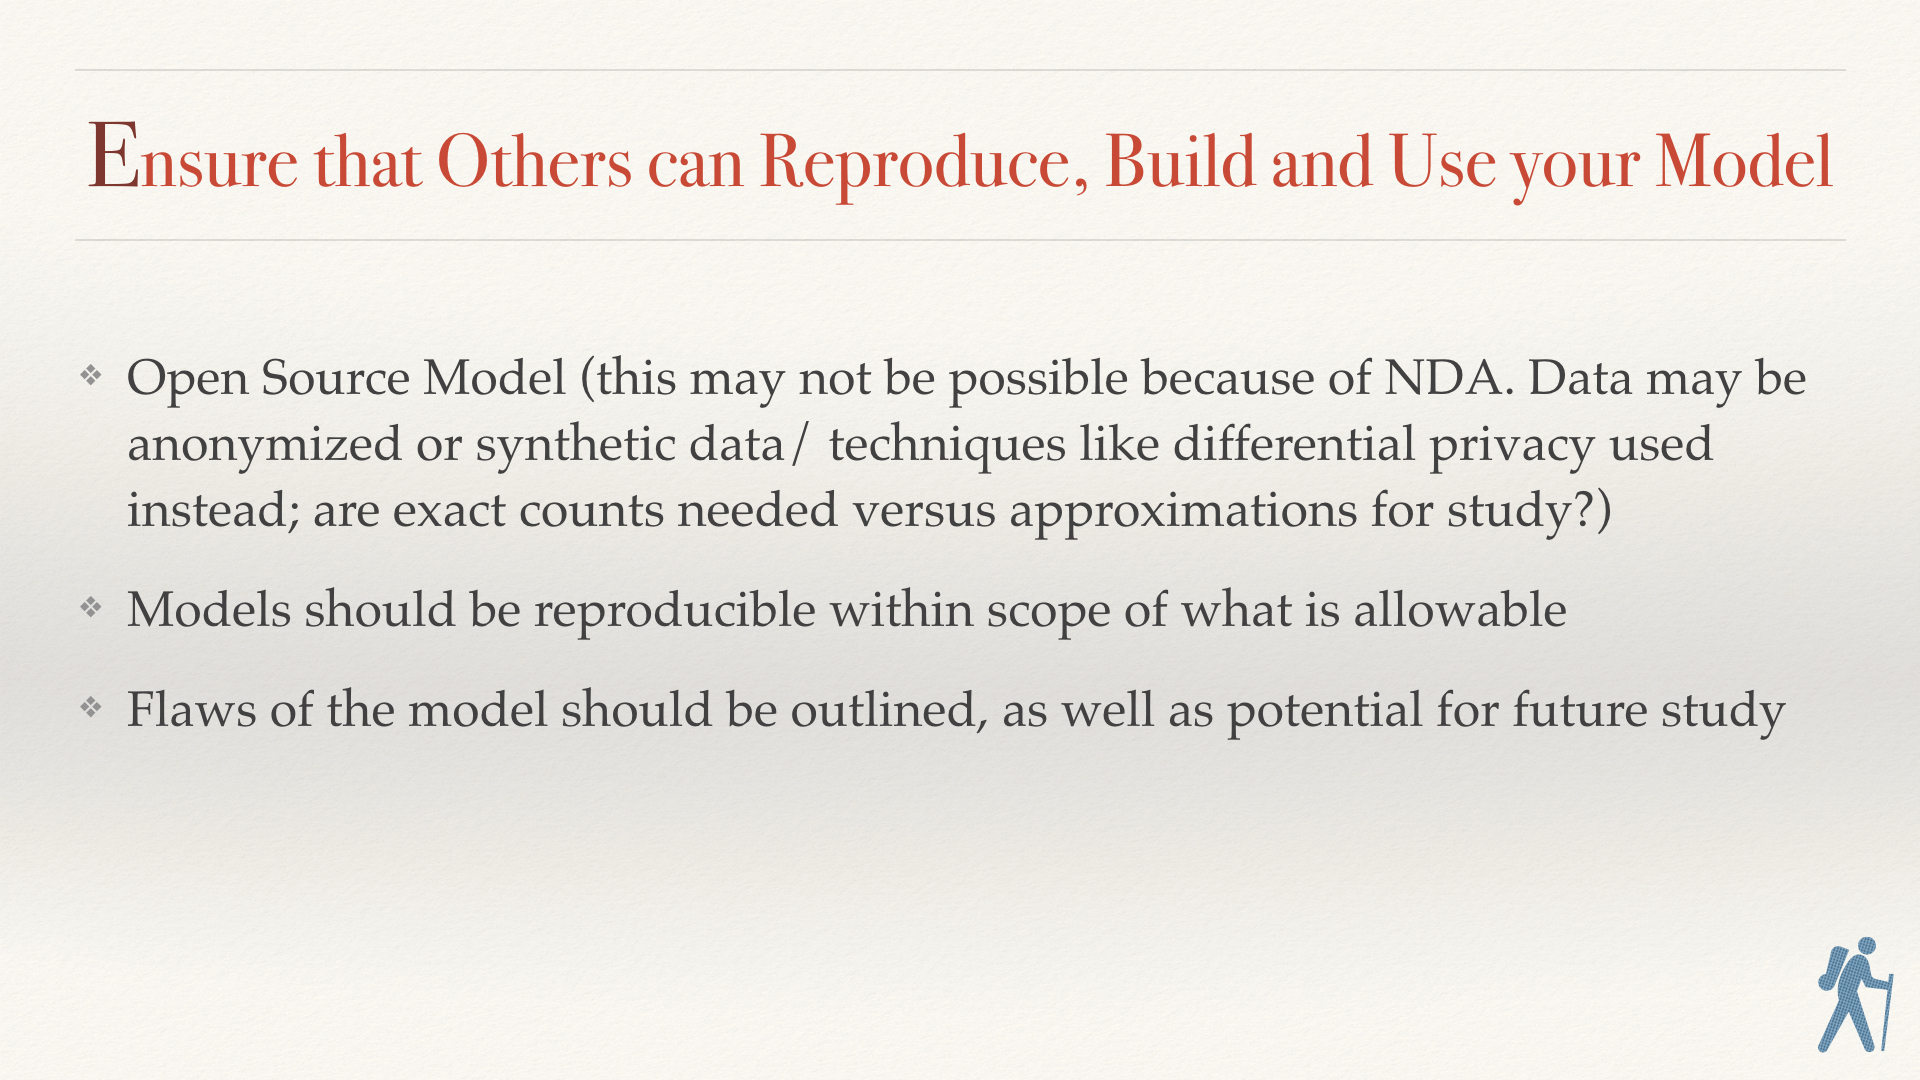 Ensure that Others can Reproduce, Build and Use your Model
❖ Open Source Model (this may not be possible because of NDA. Data may be
anonymized or synthetic data/ techniques like differential privacy used
instead; are exact counts needed versus approximations for study?)
❖ Models should be reproducible within scope of what is allowable
❖ Flaws of the model should be outlined, as well as potential for future study